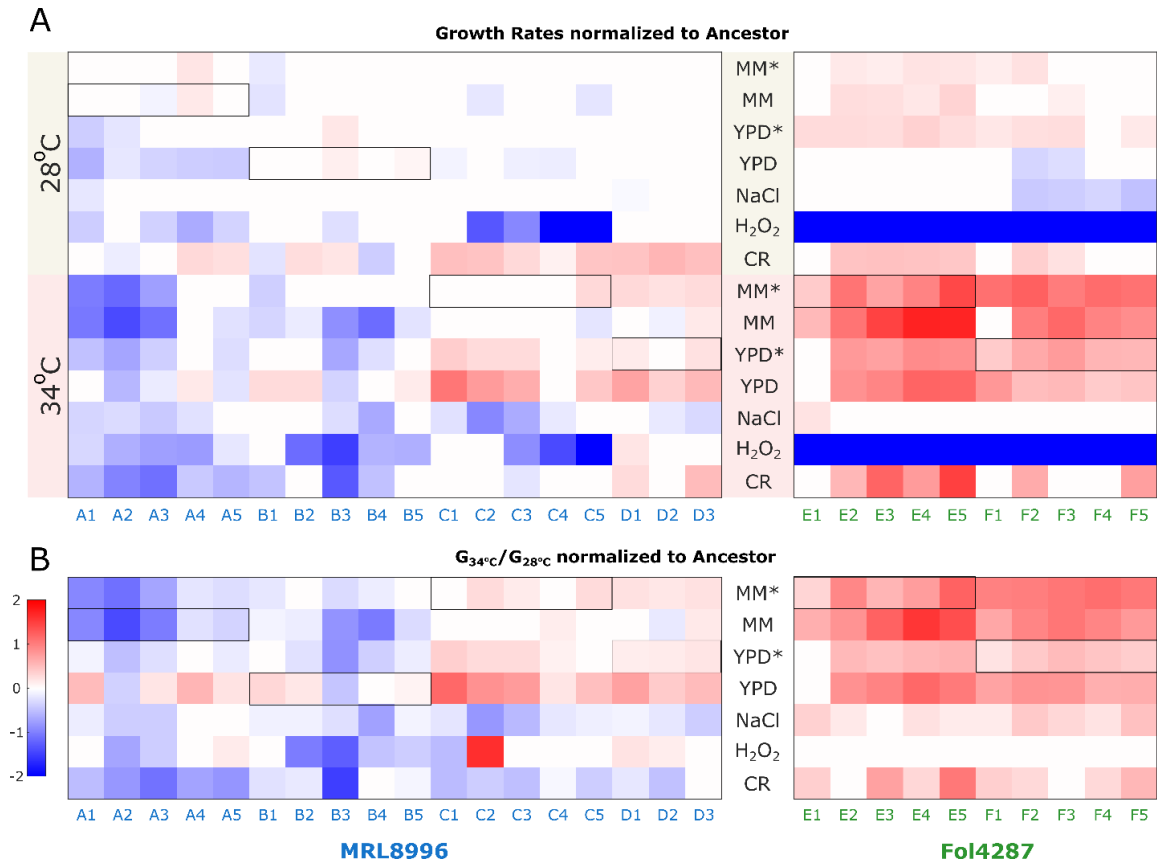 A
Growth Rates normalized to Ancestor
28°C
34°C
MM*
MM
YPD*
YPD
NaCl
H₂O₂
CR
MM*
MM
YPD*
YPD
NaCl
H₂O₂
CR
A1 A2 A3 A4 A5 B1 B2 B3 B4 B5 C1 C2 C3 C4 C5 D1 D2 D3 E1 E2 E3 E4 E5 F1 F2 F3 F4 F5
B
G34°C/G28°C normalized to Ancestor
2
1
0
-1
-2
MM*
MM
YPD*
YPD
NaCl
H₂O₂
CR
A1 A2 A3 A4 A5 B1 B2 B3 B4 B5 C1 C2 C3 C4 C5 D1 D2 D3 E1 E2 E3 E4 E5 F1 F2 F3 F4 F5
MRL8996 Fol4287